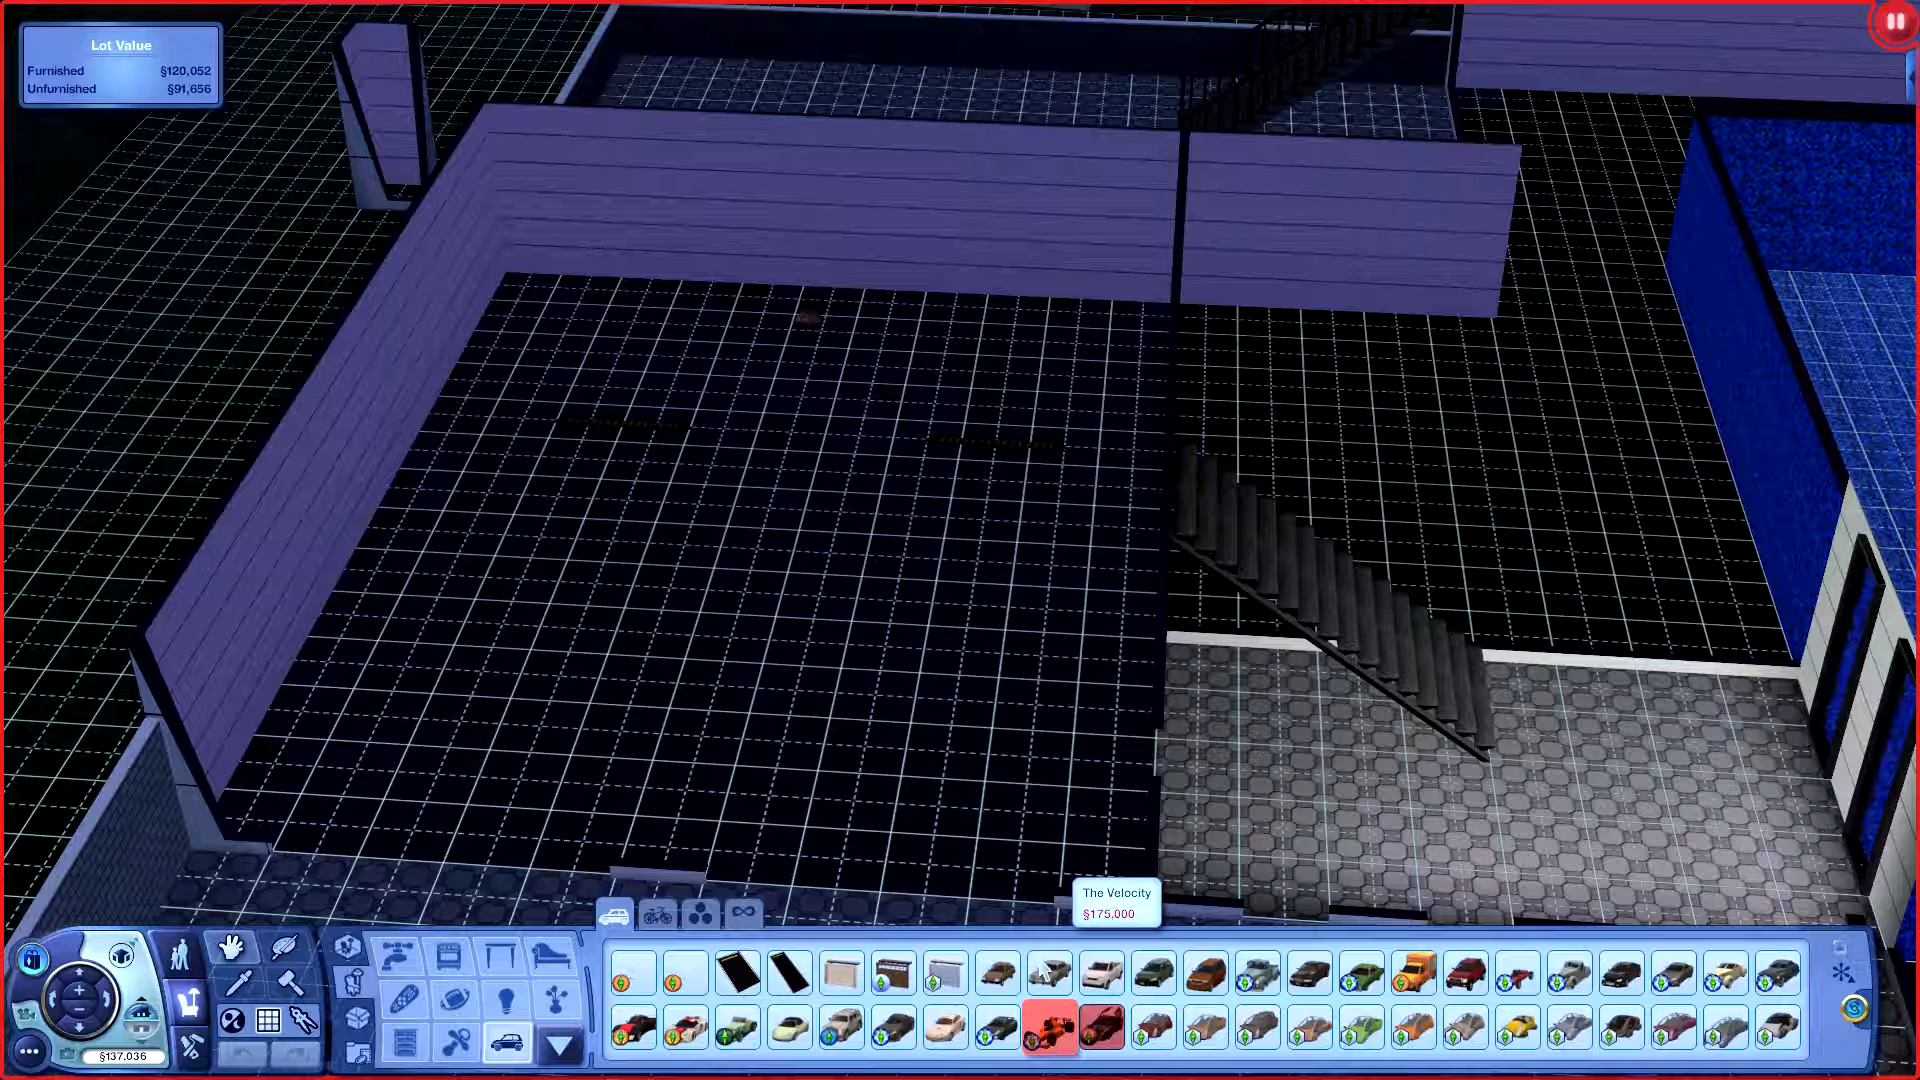 Lot Value
Furnished §120,052
Unfurnished §91,656
The Velocity
§175,000
§137,036